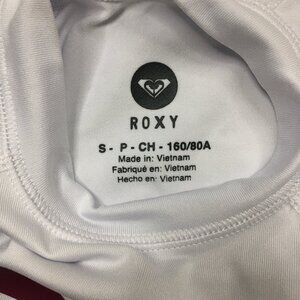 ROXY
S - P - CH - 160/80A
Made in: Vietnam
Fabriqué en: Vietnam
Hecho en: Vietnam